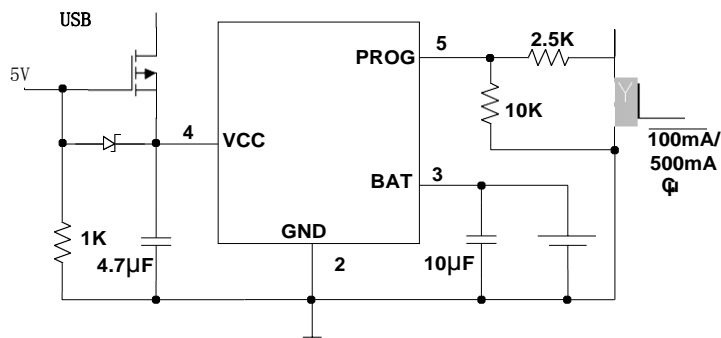 USB
5V
5
2.5K
PROG
10K
4
VCC
100mA/
500mA
3
BAT
1K
4.7μF
GND
2
10μF